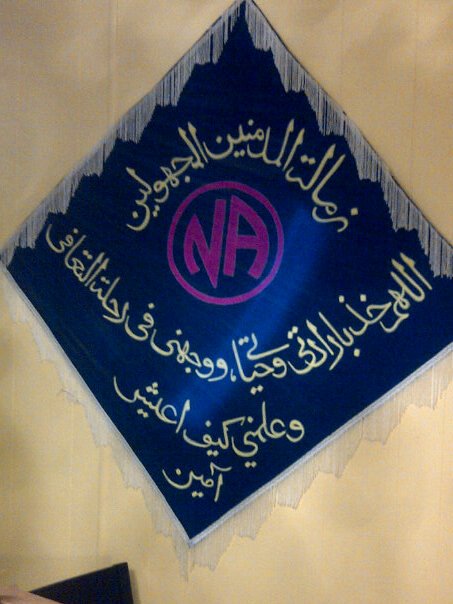 زمالة المدمنين المجهولين
NA
اللهم خذ بارادتي وحياتي، ووجهني في رحلة التعافي
وعلمني كيف اعيش
آمين